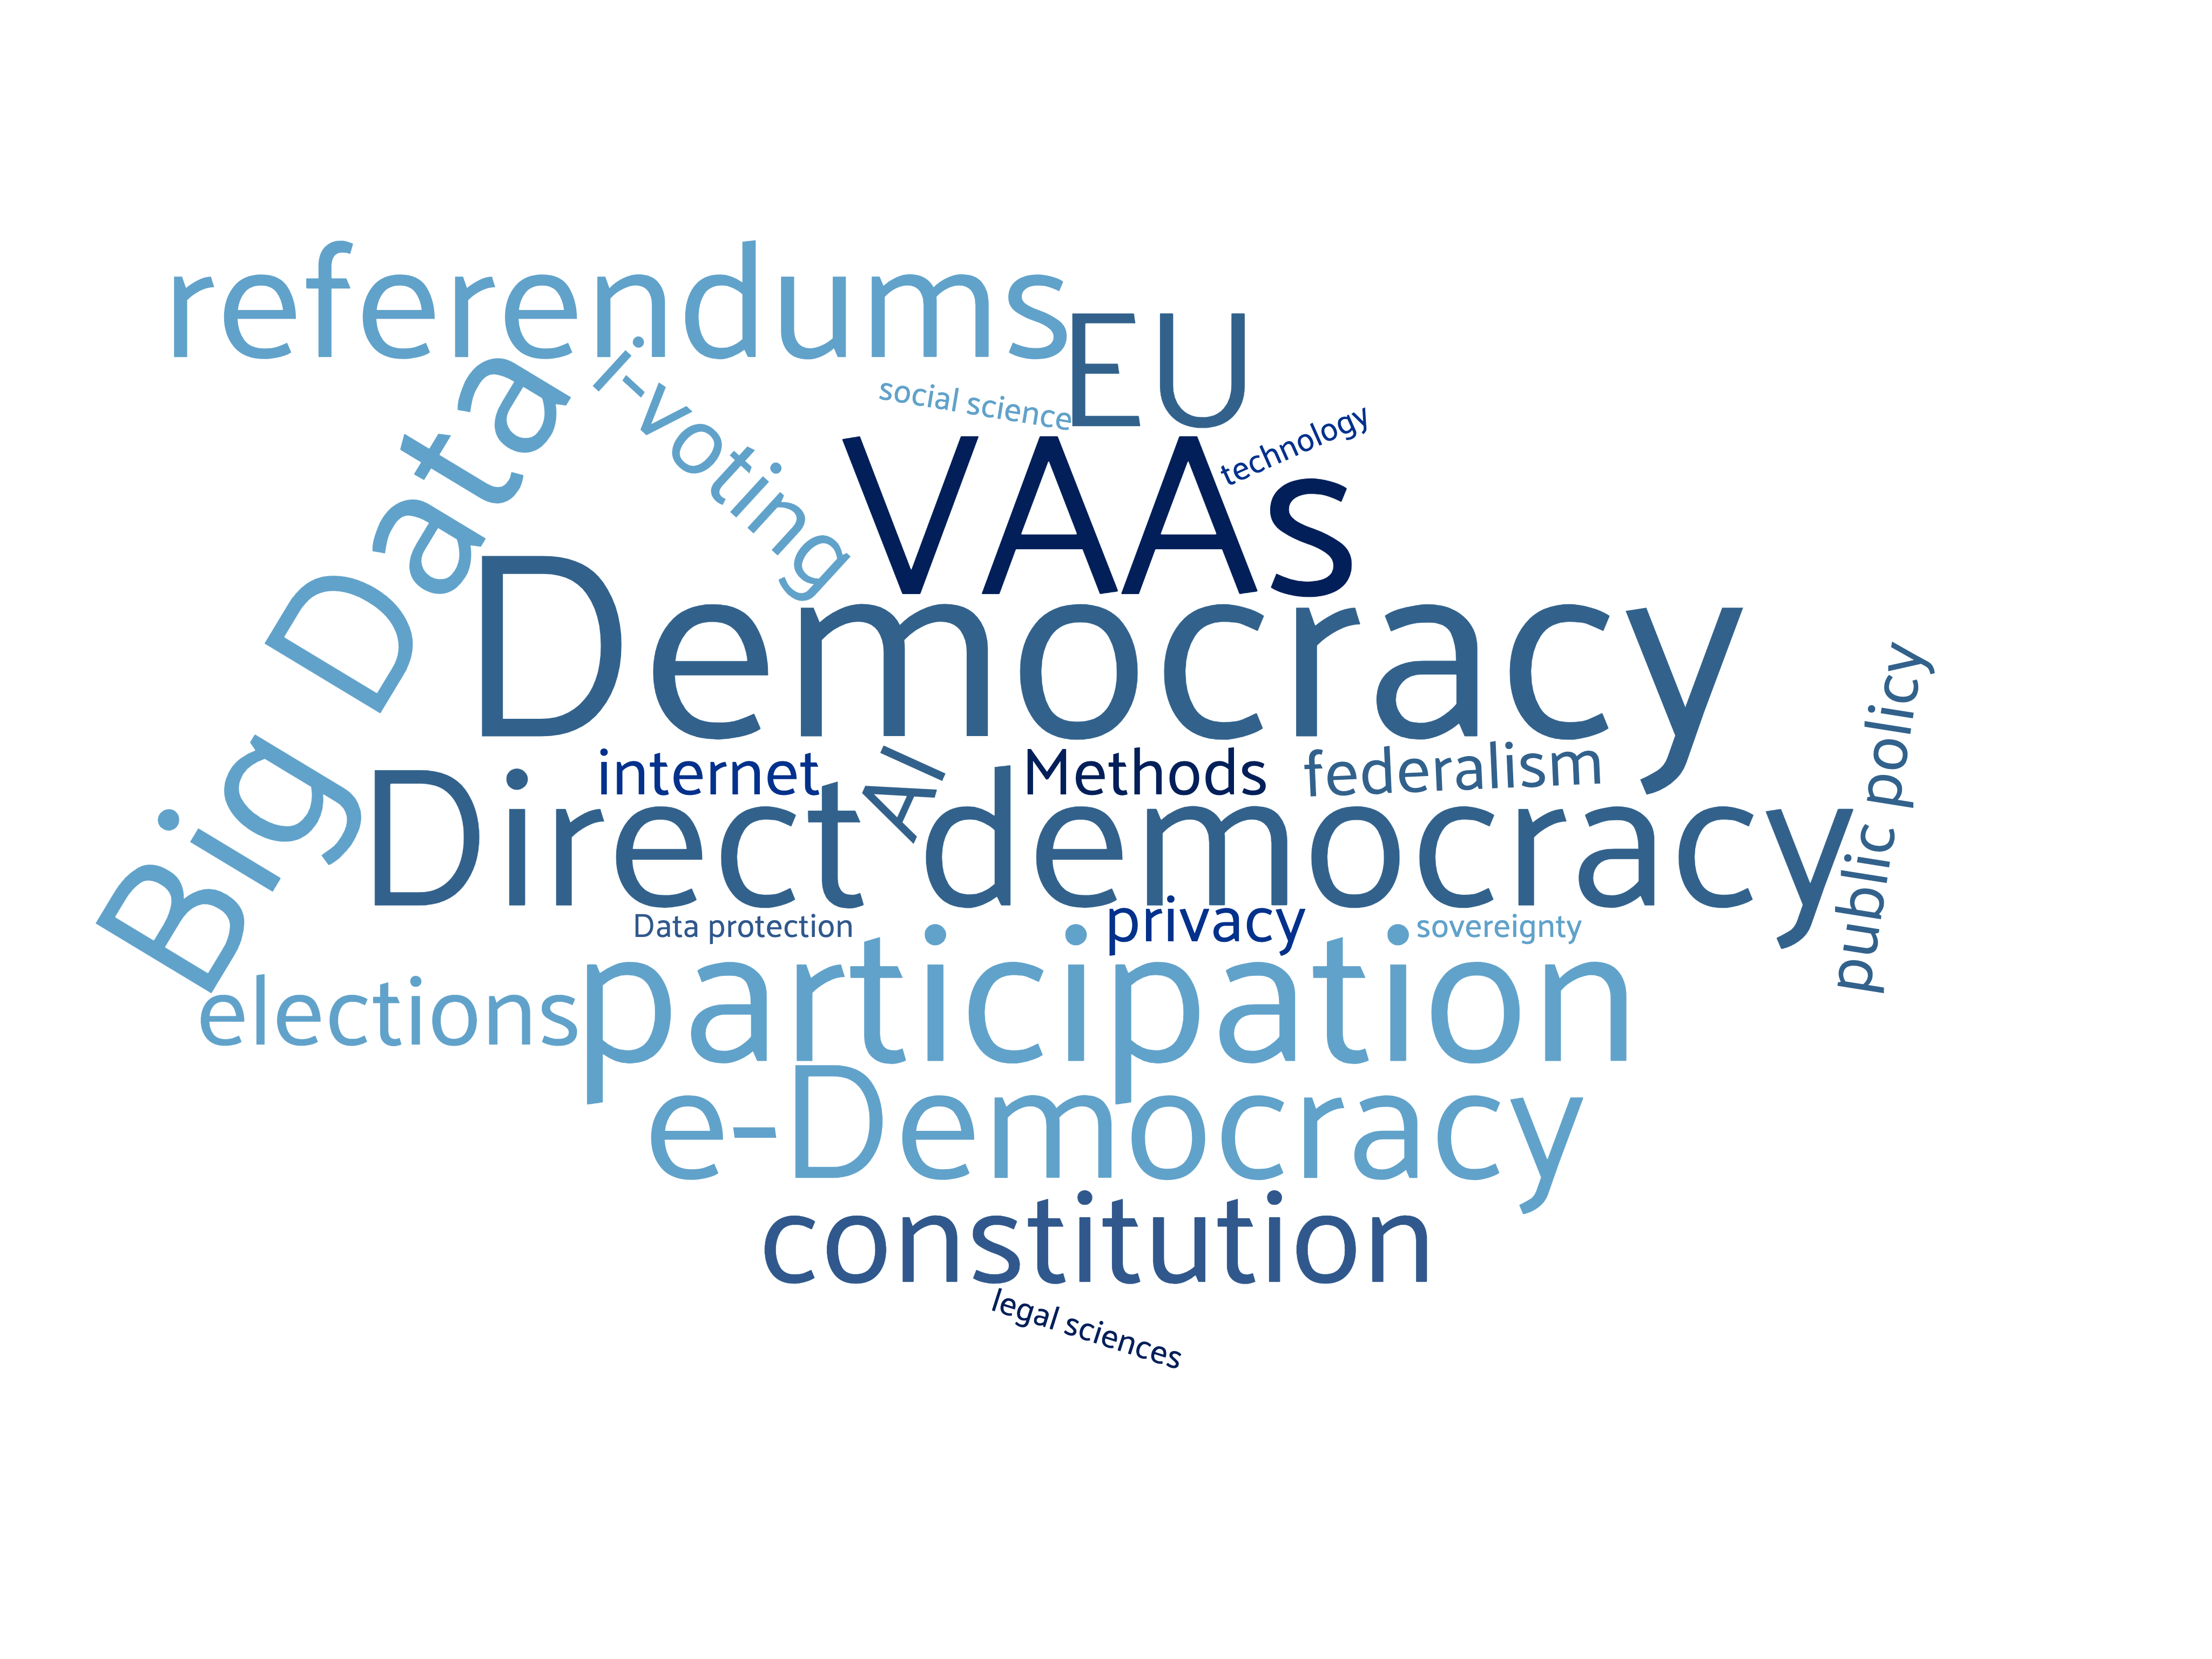 referendums
EU
social science
technology
I-voting
Big Data
VAAs
Democracy
public policy
internet
AI
Methods
federalism
Direct democracy
Data protection
privacy
sovereignty
elections
participation
e-Democracy
constitution
legal sciences